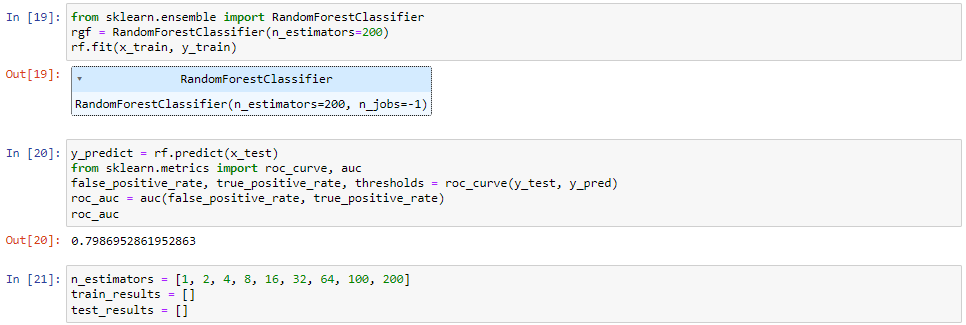 In [19]: from sklearn.ensemble import RandomForestClassifier
rgf = RandomForestClassifier(n_estimators=200)
rf.fit(x_train, y_train)
Out[19]: ▾ RandomForestClassifier
RandomForestClassifier(n_estimators=200, n_jobs=-1)
In [20]: y_predict = rf.predict(x_test)
from sklearn.metrics import roc_curve, auc
false_positive_rate, true_positive_rate, thresholds = roc_curve(y_test, y_pred)
roc_auc = auc(false_positive_rate, true_positive_rate)
roc_auc
Out[20]: 0.7986952861952863
In [21]: n_estimators = [1, 2, 4, 8, 16, 32, 64, 100, 200]
train_results = []
test_results = []